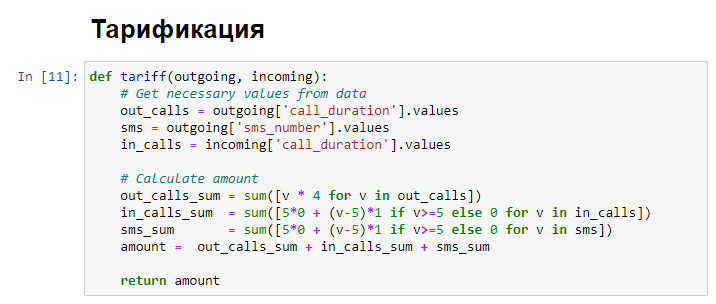 Тарификация
In [11]: def tariff(outgoing, incoming):
    # Get necessary values from data
    out_calls = outgoing['call_duration'].values
    sms = outgoing['sms_number'].values
    in_calls = incoming['call_duration'].values

    # Calculate amount
    out_calls_sum = sum([v * 4 for v in out_calls])
    in_calls_sum  = sum([5*0 + (v-5)*1 if v>=5 else 0 for v in in_calls])
    sms_sum       = sum([5*0 + (v-5)*1 if v>=5 else 0 for v in sms])
    amount =  out_calls_sum + in_calls_sum + sms_sum

    return amount